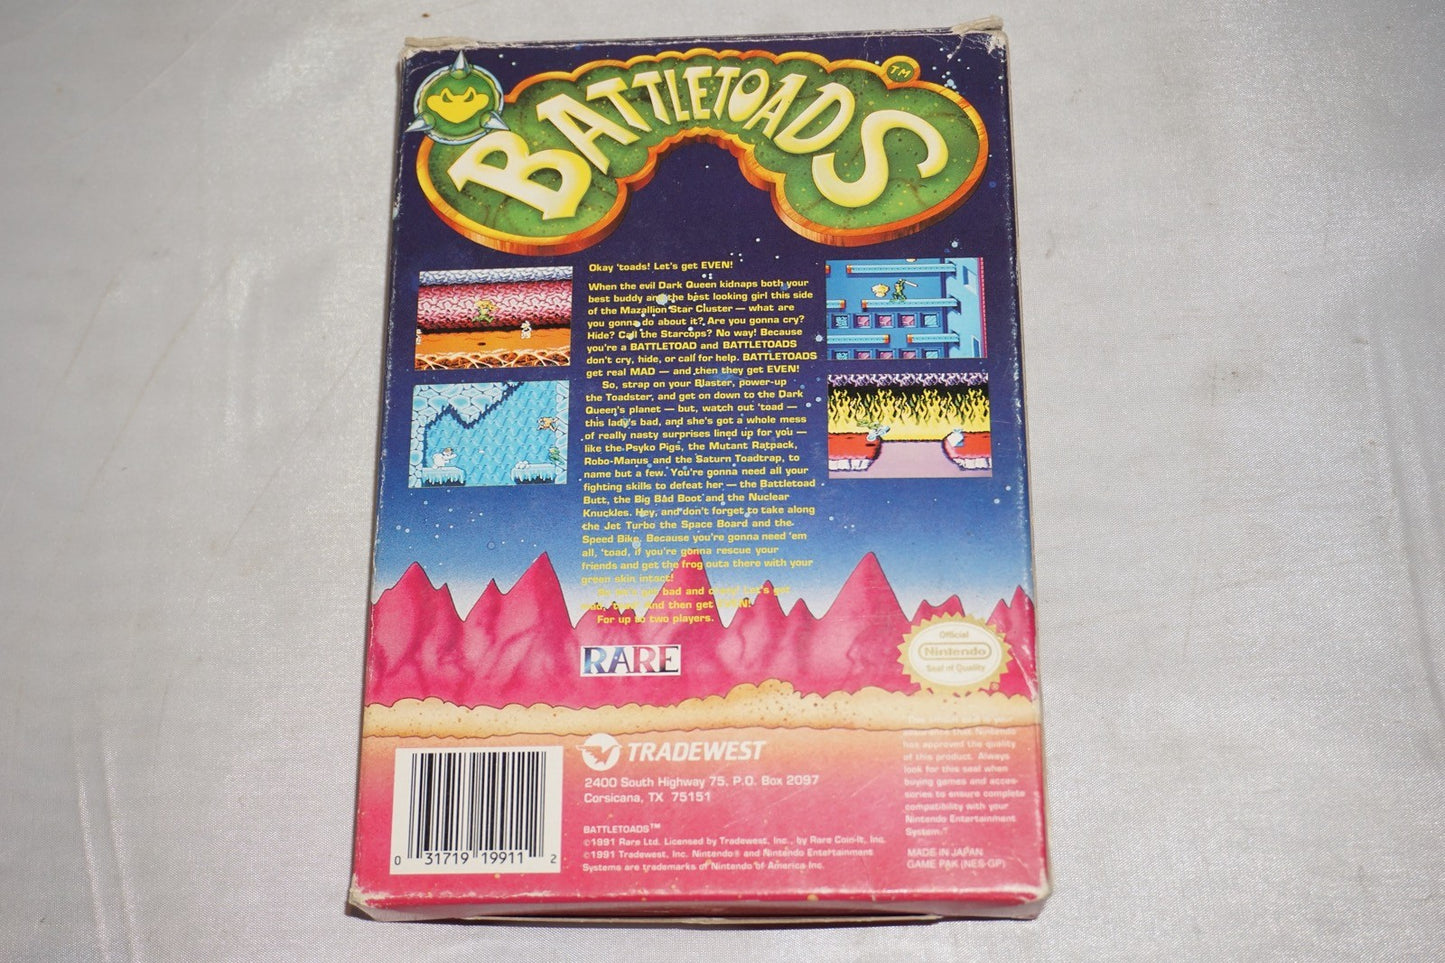 BATTLETOADS TM
Okay 'toads! Let's get EVEN!
When the evil Dark Queen kidnaps both your
best buddy and the best looking girl this side
of the Mazallion Star Cluster — what are
you gonna do about it? Are you gonna cry?
Hide? Call the Starcops? No way! Because
you're a BATTLETOAD and BATTLETOADS
don't cry, hide, or call for help. BATTLETOADS
get real MAD — and then they get EVEN!
So, strap on your Blaster, power-up
the Toadster, and get on down to the Dark
Queen's planet — but, watch out 'toad —
this lady's bad, and she's got a whole mess
of really nasty surprises lined up for you —
like the Psyko Pigs, the Mutant Ratpack,
Robo-Manus and the Saturn Toadtrap, to
name but a few. You're gonna need all your
fighting skills to defeat her — the Battletoad
Butt, the Big Bad Boot and the Nuclear
Knuckles. Hey, and don't forget to take along
the Jet Turbo the Space Board and the
Speed Bike. Because you're gonna need 'em
all, 'toad, if you're gonna rescue your
friends and get the frog outa there with your
green skin intact!
So let's get bad and Let's get
mad, And then get EVEN!
For up to two players.
RARE
Official
Nintendo
Seal of Quality
®
that Nintendo
has approved the quality
of this product. Always
look for this seal when
buying games and acces-
sories to ensure complete
compatibility with your
Nintendo Entertainment
System.
MADE IN JAPAN
GAME PAK (NES-GP)
TRADEWEST
2400 South Highway 75, P.O. Box 2097
Corsicana, TX 75151
BATTLETOADS™
©1991 Rare Ltd. Licensed by Tradewest, Inc., by Rare Coin-It, Inc.
©1991 Tradewest, Inc. Nintendo® and Nintendo Entertainment
Systems are trademarks of Nintendo of America Inc.
0 31719 19911 2